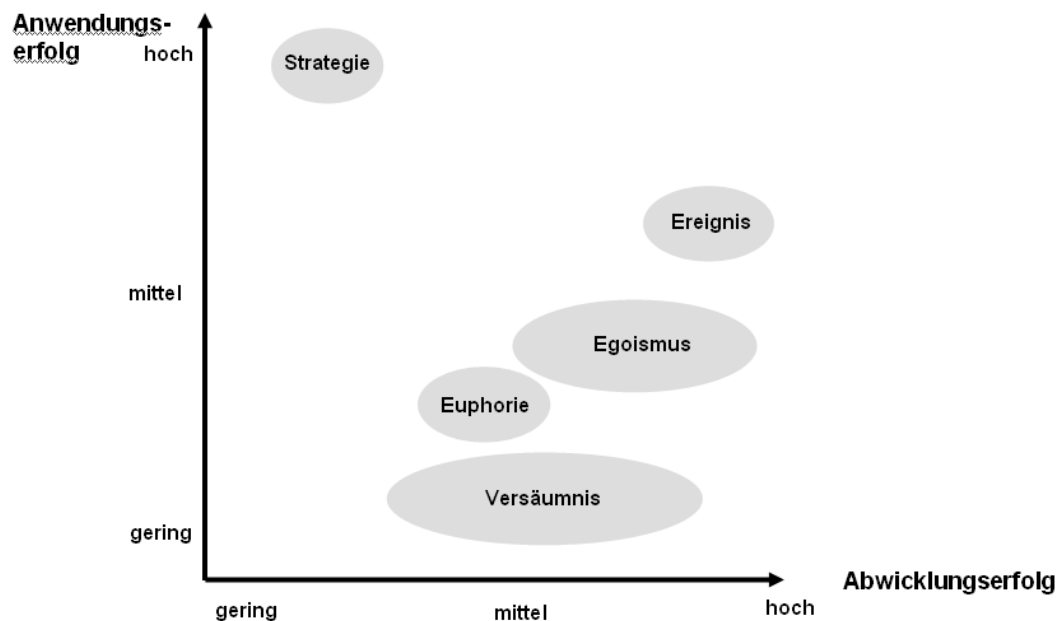 Anwendungs-
erfolg
hoch
Strategie
Ereignis
mittel
Egoismus
Euphorie
Versäumnis
gering
Abwicklungserfolg
gering
mittel
hoch